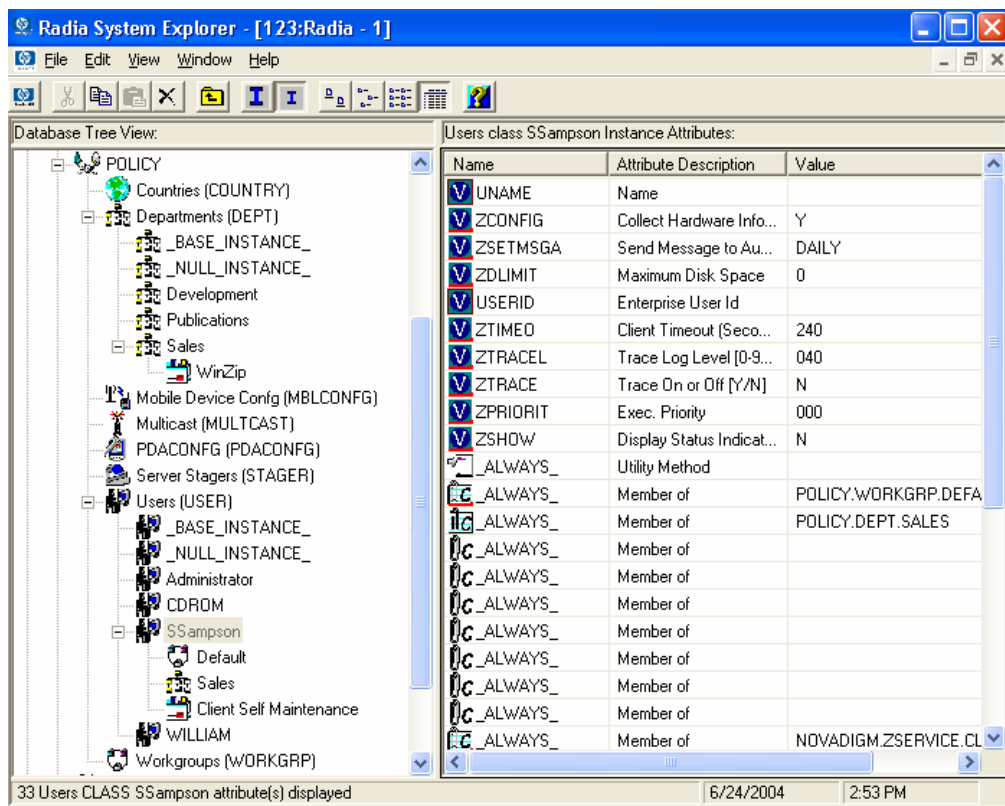 Radia System Explorer - [123:Radia - 1]
File Edit View Window Help
Database Tree View:
POLICY
Countries (COUNTRY)
Departments (DEPT)
_BASE_INSTANCE_
_NULL_INSTANCE_
Development
Publications
Sales
WinZip
Mobile Device Confg (MBLCONFG)
Multicast (MULTCAST)
PDACONFG (PDACONFG)
Server Stagers (STAGER)
Users (USER)
_BASE_INSTANCE_
_NULL_INSTANCE_
Administrator
CDROM
SSampson
Default
Sales
Client Self Maintenance
WILLIAM
Workgroups (WORKGRP)
Users class SSampson Instance Attributes:
Name Attribute Description Value
UNAME Name
ZCONFIG Collect Hardware Info... Y
ZSETMSGA Send Message to Au... DAILY
ZDLIMIT Maximum Disk Space 0
USERID Enterprise User Id
ZTIMEO Client Timeout (Seco... 240
ZTRACEL Trace Log Level [0-9... 040
ZTRACE Trace On or Off [Y/N] N
ZPRIORIT Exec. Priority 000
ZSHOW Display Status Indicat... N
_ALWAYS_ Utility Method
_ALWAYS_ Member of POLICY.WORKGRP.DEFA
_ALWAYS_ Member of POLICY.DEPT.SALES
_ALWAYS_ Member of
_ALWAYS_ Member of
_ALWAYS_ Member of
_ALWAYS_ Member of
_ALWAYS_ Member of
_ALWAYS_ Member of
_ALWAYS_ Member of
_ALWAYS_ Member of NOVADIGM.ZSERVICE.CL
33 Users CLASS SSampson attribute(s) displayed 6/24/2004 2:53 PM